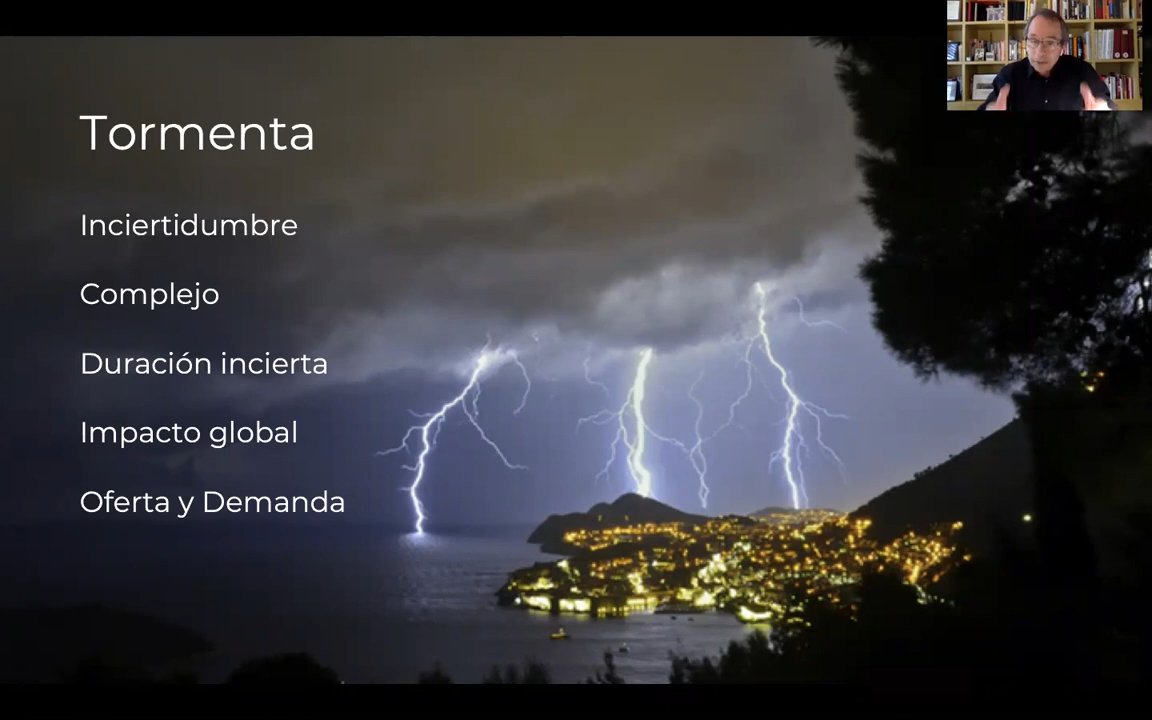 Tormenta
Inciertidumbre
Complejo
Duración incierta
Impacto global
Oferta y Demanda